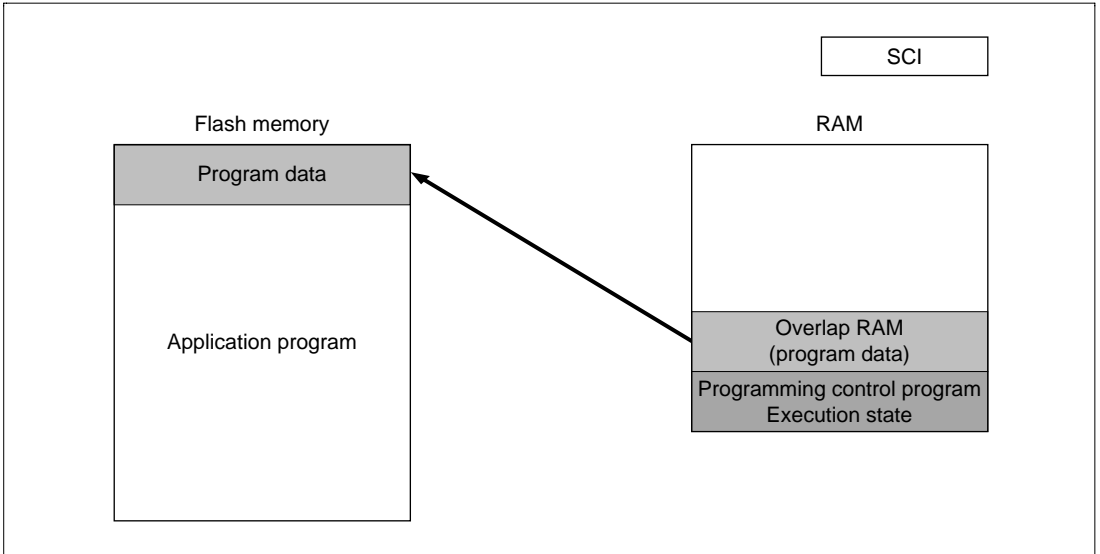 SCI
Flash memory
RAM
Program data
Application program
Overlap RAM
(program data)
Programming control program
Execution state